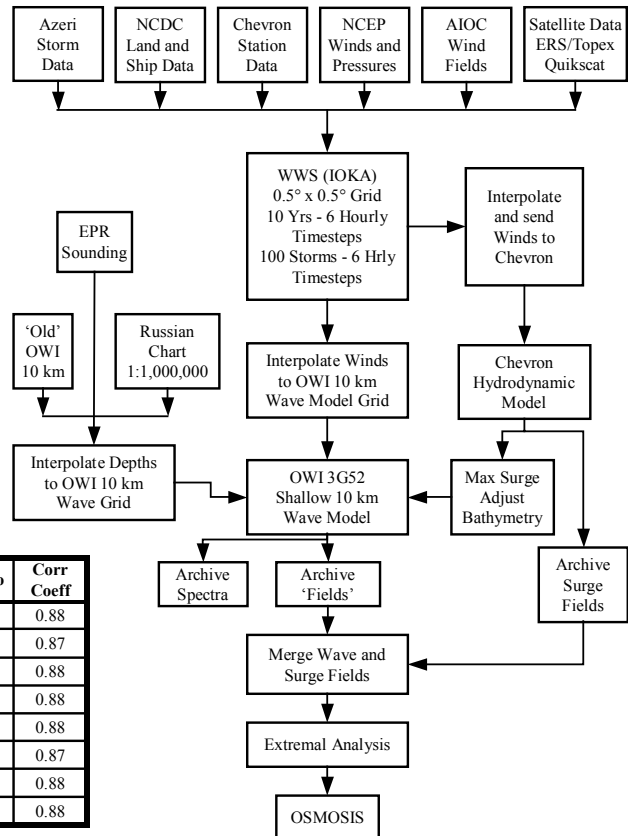 Azeri
Storm
Data
NCDC
Land and
Ship Data
Chevron
Station
Data
NCEP
Winds and
Pressures
AIOC
Wind
Fields
Satellite Data
ERS/Topex
Quikscat
WWS (IOKA)
0.5° x 0.5° Grid
10 Yrs - 6 Hourly
Timesteps
100 Storms - 6 Hrly
Timesteps
Interpolate
and send
Winds to
Chevron
EPR
Sounding
‘Old’
OWI
10 km
Russian
Chart
1:1,000,000
Interpolate Winds
to OWI 10 km
Wave Model Grid
Chevron
Hydrodynamic
Model
Interpolate Depths
to OWI 10 km
Wave Grid
OWI 3G52
Shallow 10 km
Wave Model
Max Surge
Adjust
Bathymetry
Archive
Spectra
Archive
‘Fields’
Archive
Surge
Fields
Merge Wave and
Surge Fields
Extremal Analysis
OSMOSIS
Corr
Coeff
0.88
0.87
0.88
0.88
0.88
0.87
0.88
0.88